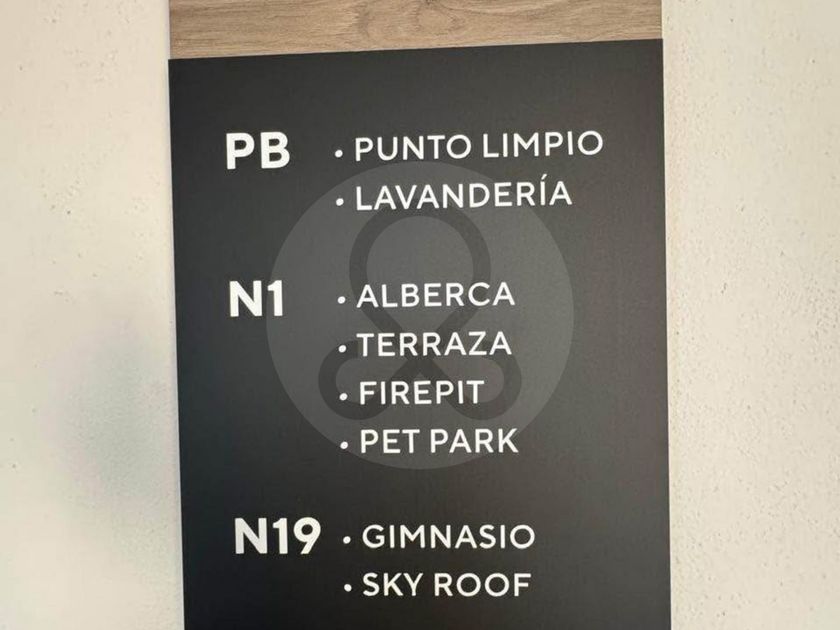 PB • PUNTO LIMPIO
• LAVANDERÍA
N1 • ALBERCA
• TERRAZA
• FIREPIT
• PET PARK
N19 • GIMNASIO
• SKY ROOF